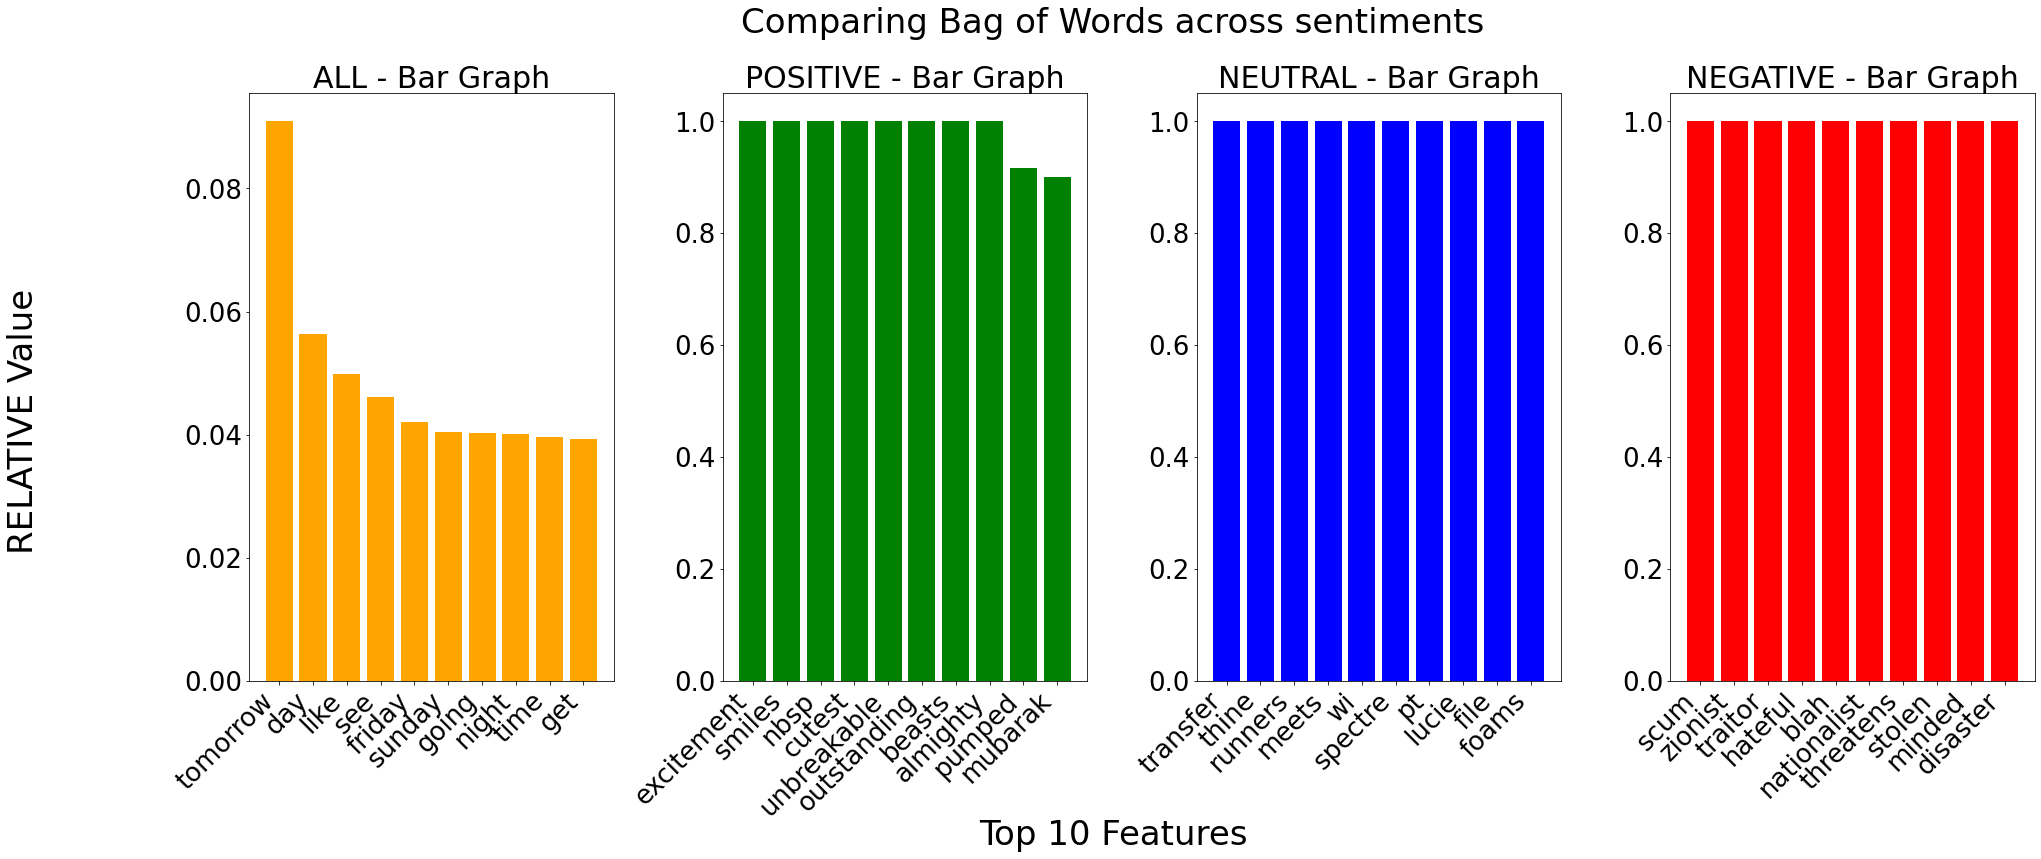 Comparing Bag of Words across sentiments
ALL - Bar Graph
POSITIVE - Bar Graph
NEUTRAL - Bar Graph
NEGATIVE - Bar Graph
RELATIVE Value
0.08
0.06
0.04
0.02
0.00
tomorrow
day
like
see
friday
sunday
going
night
time
get
1.0
0.8
0.6
0.4
0.2
0.0
excitement
smiles
nbsp
cutest
unbreakable
outstanding
beasts
almighty
pumped
mubarak
1.0
0.8
0.6
0.4
0.2
0.0
transfer
thine
runners
meets
wi
spectre
pt
lucie
file
foams
1.0
0.8
0.6
0.4
0.2
0.0
scum
zionist
traitor
hateful
blah
nationalist
threatens
stolen
minded
disaster
Top 10 Features